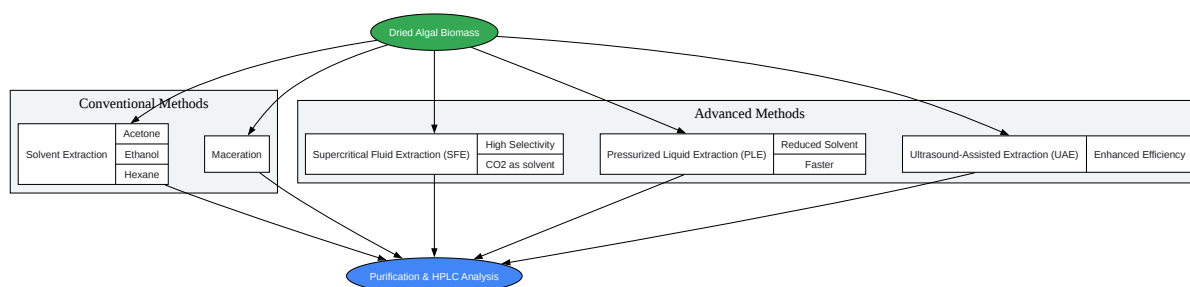 Dried Algal Biomass
Conventional Methods
Solvent Extraction
Acetone
Ethanol
Hexane
Maceration
Advanced Methods
Supercritical Fluid Extraction (SFE)
High Selectivity
CO2 as solvent
Pressurized Liquid Extraction (PLE)
Reduced Solvent
Faster
Ultrasound-Assisted Extraction (UAE)
Enhanced Efficiency
Purification & HPLC Analysis